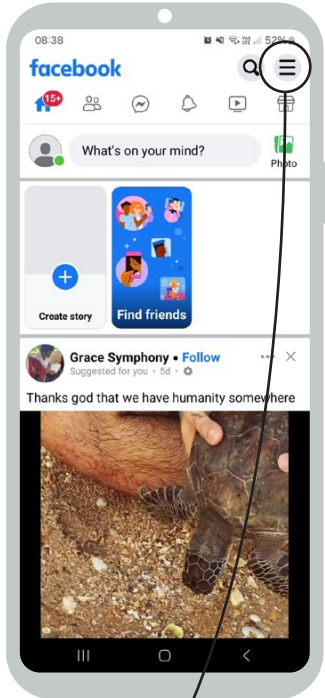 08:38
52%
facebook
15+
What's on your mind?
Photo
Create story
Find friends
Grace Symphony • Follow
Suggested for you · 5d ·
Thanks god that we have humanity somewhere